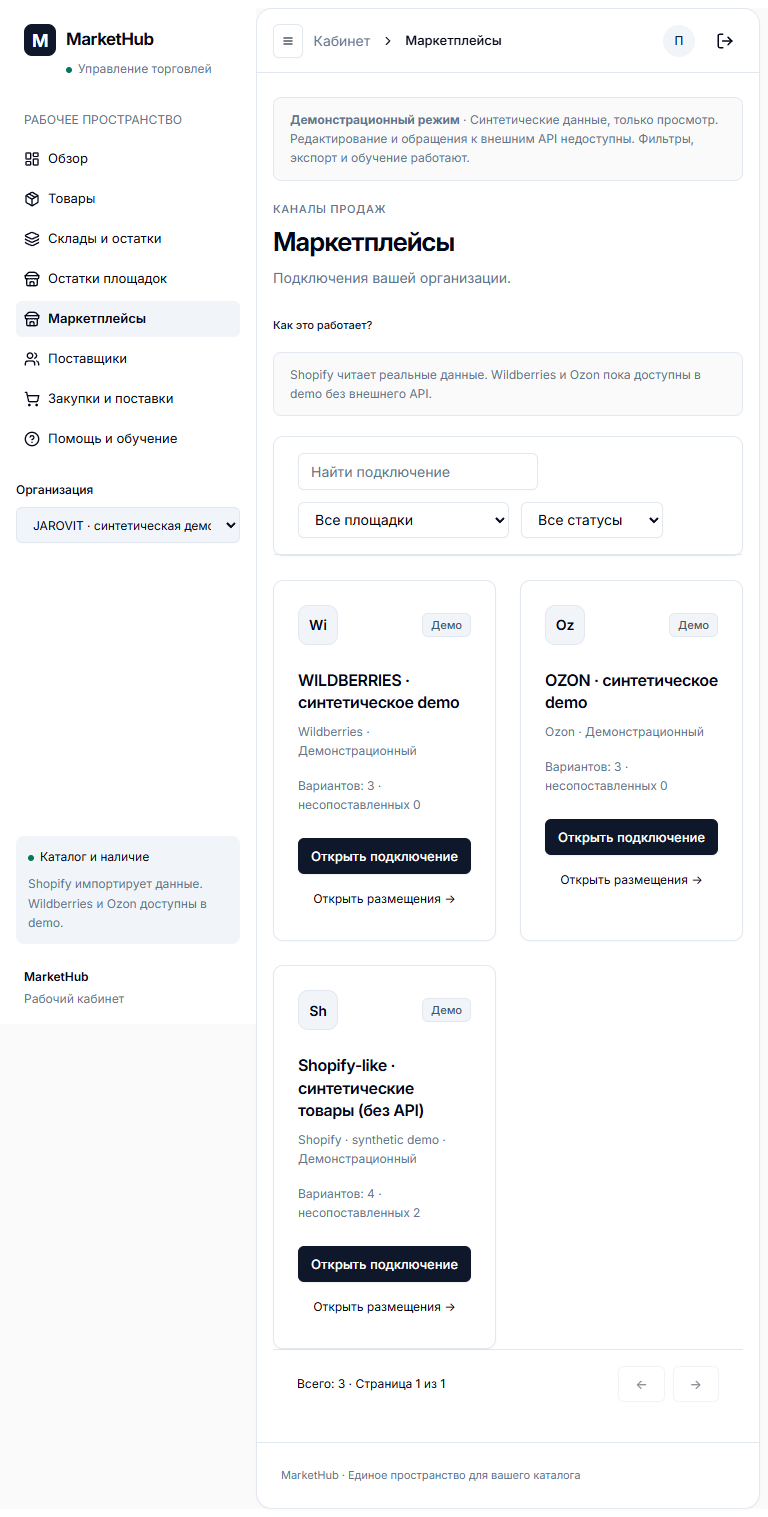 M MarketHub
Управление торговлей
РАБОЧЕЕ ПРОСТРАНСТВО
Обзор
Товары
Склады и остатки
Остатки площадок
Маркетплейсы
Поставщики
Закупки и поставки
Помощь и обучение
Организация
JAROVIT · синтетическая демо
Каталог и наличие
Shopify импортирует данные.
Wildberries и Ozon доступны в
demo.
MarketHub
Рабочий кабинет
Кабинет > Маркетплейсы
П
Демонстрационный режим · Синтетические данные, только просмотр.
Редактирование и обращения к внешним API недоступны. Фильтры,
экспорт и обучение работают.
КАНАЛЫ ПРОДАЖ
Маркетплейсы
Подключения вашей организации.
Как это работает?
Shopify читает реальные данные. Wildberries и Ozon пока доступны в
demo без внешнего API.
Найти подключение
Все площадки
Все статусы
Wi
Демо
WILDBERRIES ·
синтетическое demo
Wildberries ·
Демонстрационный
Вариантов: 3 ·
несопоставленных 0
Открыть подключение
Открыть размещения →
Oz
Демо
OZON · синтетическое
demo
Ozon · Демонстрационный
Вариантов: 3 ·
несопоставленных 0
Открыть подключение
Открыть размещения →
Sh
Демо
Shopify-like ·
синтетические
товары (без API)
Shopify · synthetic demo ·
Демонстрационный
Вариантов: 4 ·
несопоставленных 2
Открыть подключение
Открыть размещения →
Всего: 3 · Страница 1 из 1
← →
MarketHub · Единое пространство для вашего каталога